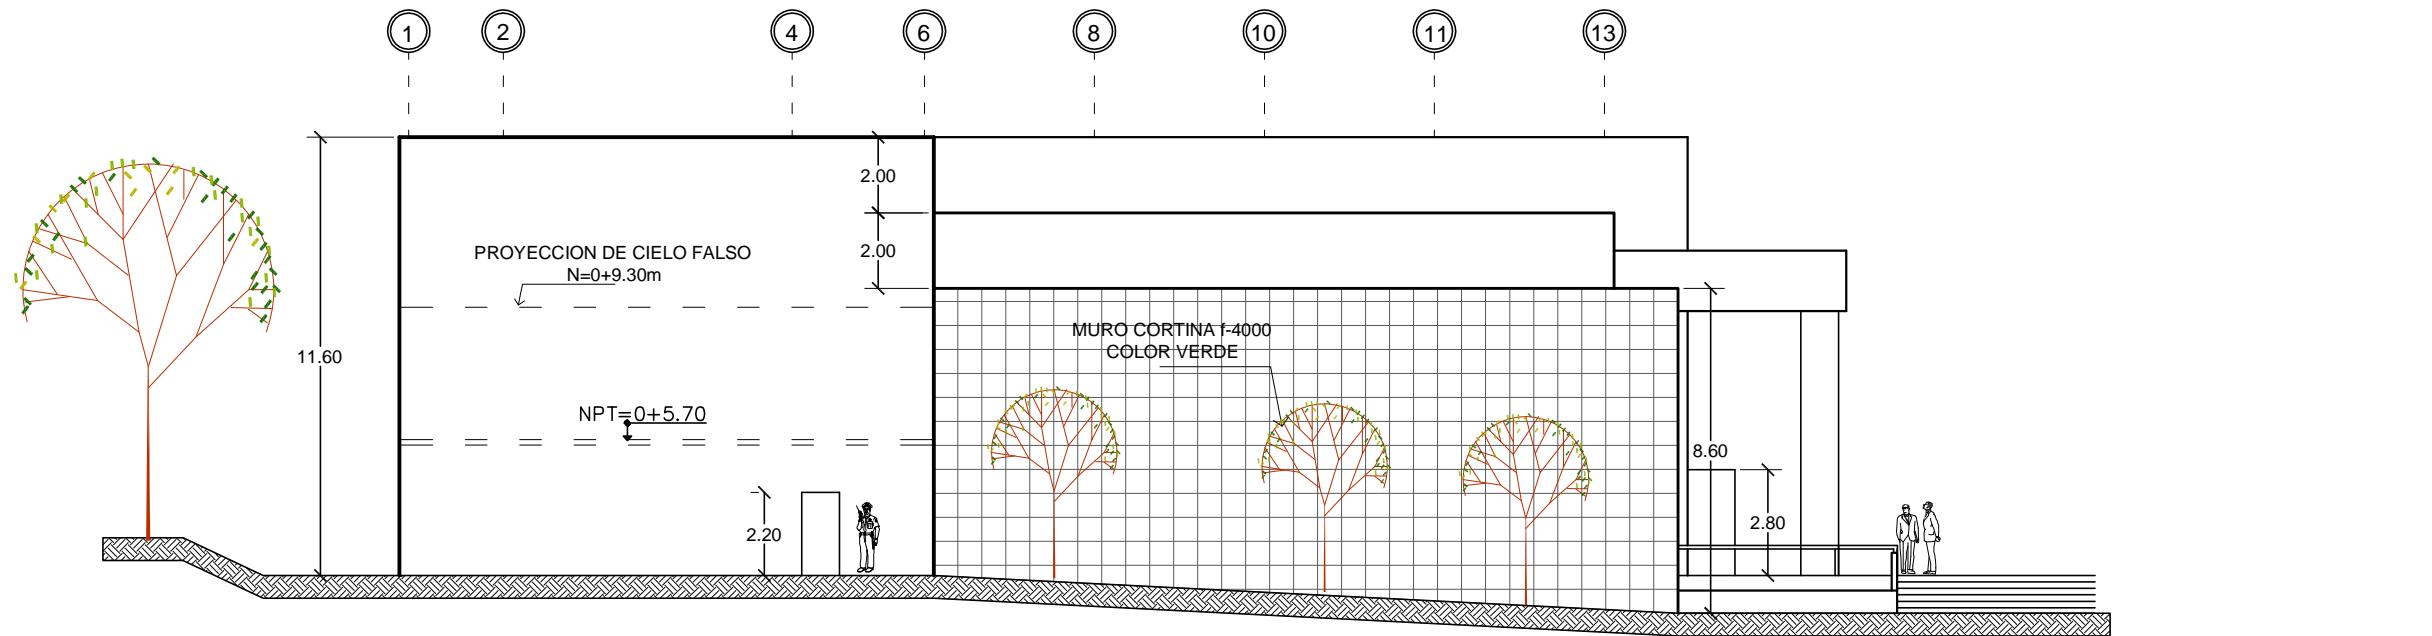 1 2 4 6 8 10 11 13
2.00
PROYECCION DE CIELO FALSO
N=0+9.30m
2.00
MURO CORTINA f-4000
COLOR VERDE
11.60
NPT=0+5.70
8.60
2.20
2.80